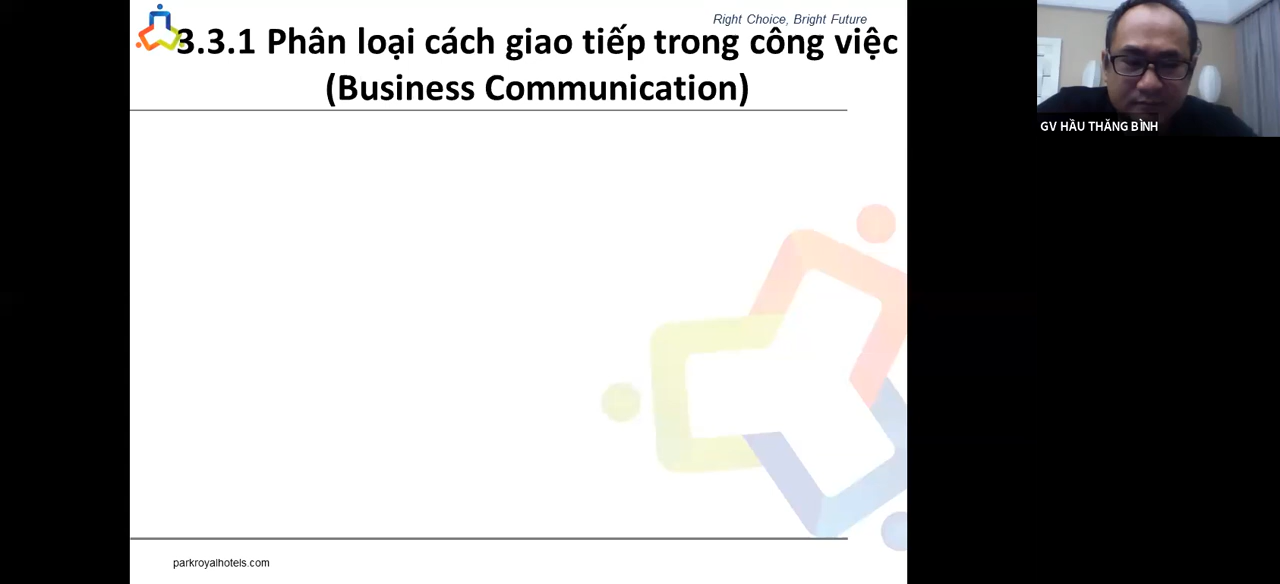 Right Choice, Bright Future
3.3.1 Phân loại cách giao tiếp trong công việc
(Business Communication)
GV HẦU THĂNG BÌNH
parkroyalhotels.com